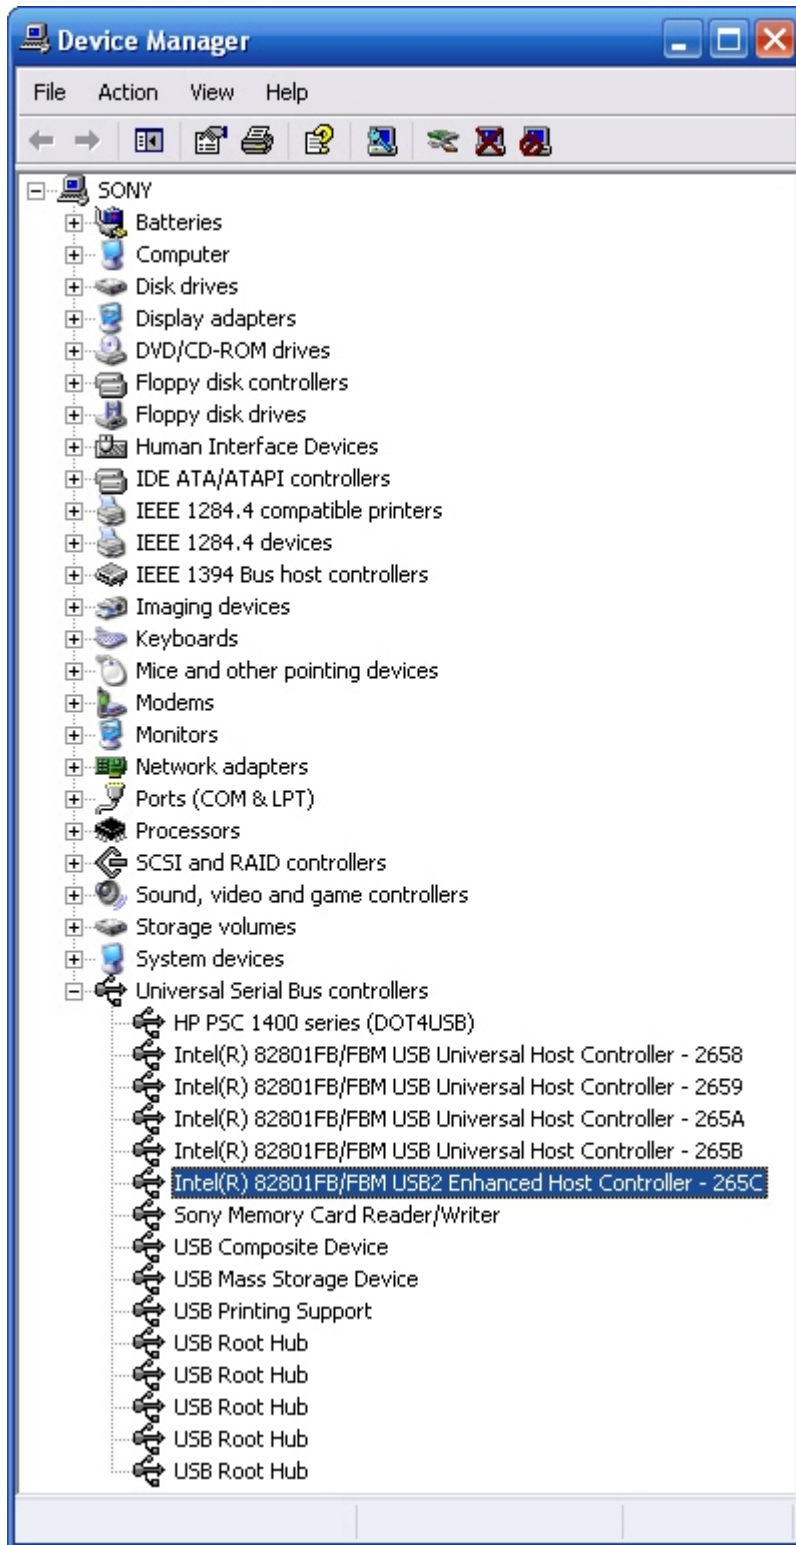 Device Manager
File Action View Help
SONY
Batteries
Computer
Disk drives
Display adapters
DVD/CD-ROM drives
Floppy disk controllers
Floppy disk drives
Human Interface Devices
IDE ATA/ATAPI controllers
IEEE 1284.4 compatible printers
IEEE 1284.4 devices
IEEE 1394 Bus host controllers
Imaging devices
Keyboards
Mice and other pointing devices
Modems
Monitors
Network adapters
Ports (COM & LPT)
Processors
SCSI and RAID controllers
Sound, video and game controllers
Storage volumes
System devices
Universal Serial Bus controllers
HP PSC 1400 series (DOT4USB)
Intel(R) 82801FB/FBM USB Universal Host Controller - 2658
Intel(R) 82801FB/FBM USB Universal Host Controller - 2659
Intel(R) 82801FB/FBM USB Universal Host Controller - 265A
Intel(R) 82801FB/FBM USB Universal Host Controller - 265B
Intel(R) 82801FB/FBM USB2 Enhanced Host Controller - 265C
Sony Memory Card Reader/Writer
USB Composite Device
USB Mass Storage Device
USB Printing Support
USB Root Hub
USB Root Hub
USB Root Hub
USB Root Hub
USB Root Hub